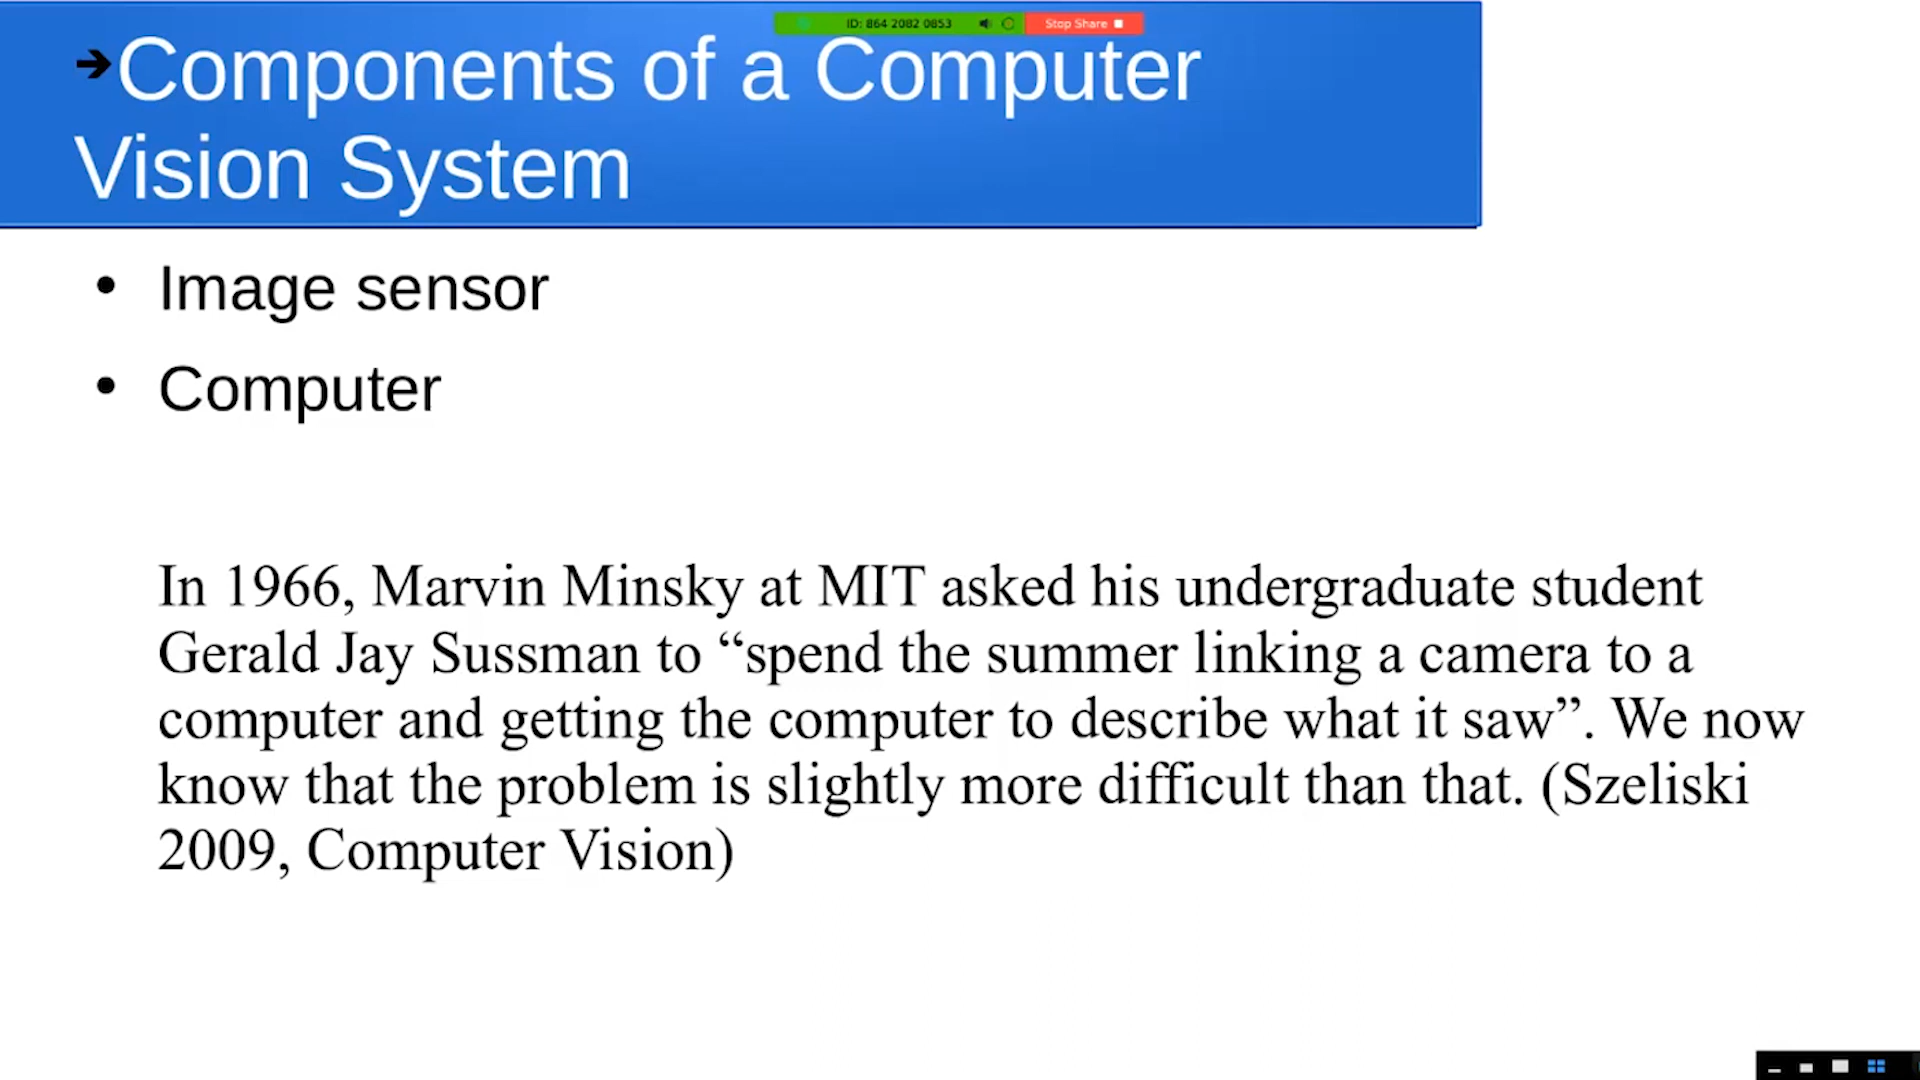 ID: 864 2082 0853 Stop Share
➔Components of a Computer
Vision System
• Image sensor
• Computer
In 1966, Marvin Minsky at MIT asked his undergraduate student
Gerald Jay Sussman to “spend the summer linking a camera to a
computer and getting the computer to describe what it saw”. We now
know that the problem is slightly more difficult than that. (Szeliski
2009, Computer Vision)